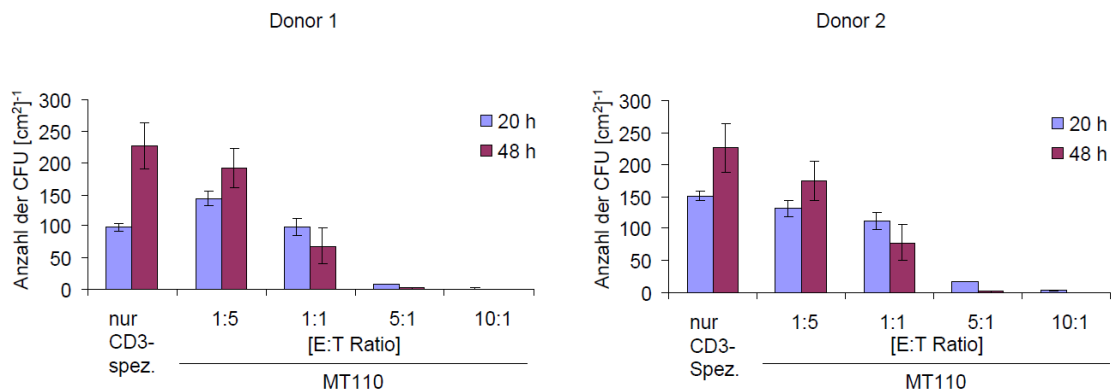 Donor 1
Anzahl der CFU [cm²]⁻¹
300
250
200
150
100
50
0
20 h
48 h
nur
CD3-
spez.
1:5
1:1
5:1
10:1
[E:T Ratio]
MT110
Donor 2
Anzahl der CFU [cm²]⁻¹
300
250
200
150
100
50
0
20 h
48 h
nur
CD3-
Spez.
1:5
1:1
5:1
10:1
[E:T Ratio]
MT110